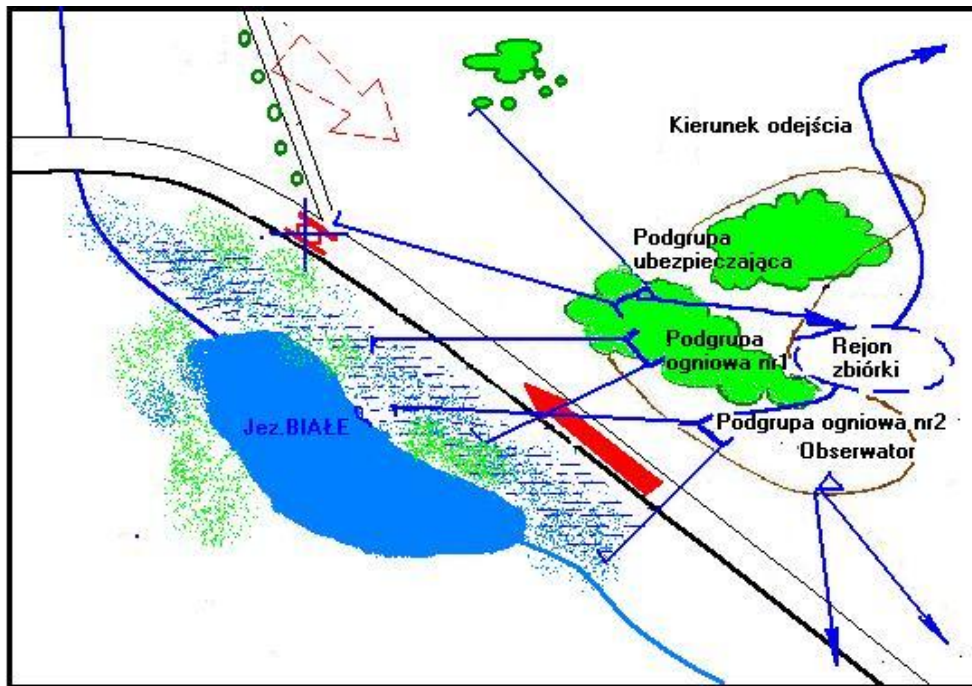 Kierunek odejścia
Podgrupa
ubezpieczająca
Podgrupa
ogniowa nr1
Rejon
zbiórki
Jez.BIAŁE
Podgrupa ogniowa nr2
Obserwator